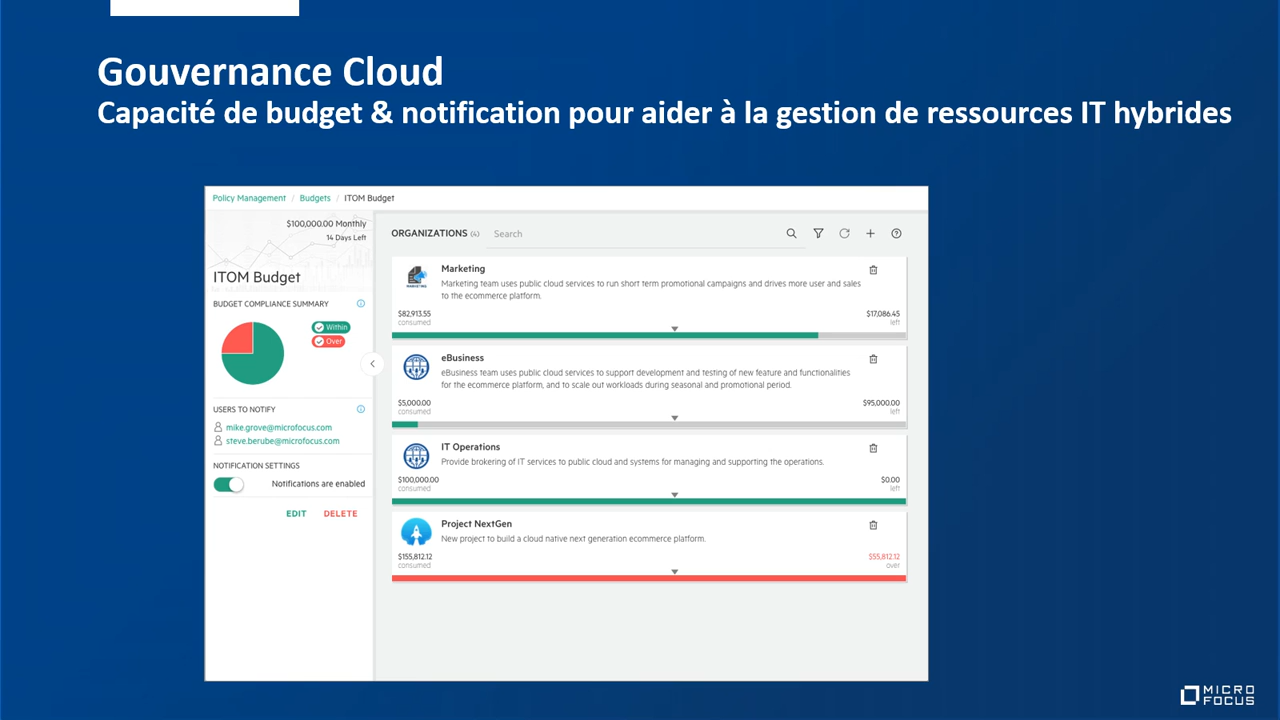 Gouvernance Cloud
Capacité de budget & notification pour aider à la gestion de ressources IT hybrides
Policy Management / Budgets / ITOM Budget
$100,000.00 Monthly
14 Days Left
ITOM Budget
BUDGET COMPLIANCE SUMMARY
Within
Over
USERS TO NOTIFY
mike.grove@microfocus.com
steve.berube@microfocus.com
NOTIFICATION SETTINGS
Notifications are enabled
EDIT DELETE
ORGANIZATIONS (4) Search
MARKETING
Marketing
Marketing team uses public cloud services to run short term promotional campaigns and drives more user and sales
to the ecommerce platform.
$82,913.55 $17,086.45
consumed left
eBusiness
eBusiness team uses public cloud services to support development and testing of new feature and functionalities
for the ecommerce platform, and to scale out workloads during seasonal and promotional period.
$5,000.00 $95,000.00
consumed left
IT Operations
Provide brokering of IT services to public cloud and systems for managing and supporting the operations.
$100,000.00 $0.00
consumed left
Project NextGen
New project to build a cloud native next generation ecommerce platform.
$155,812.12 $55,812.12
consumed over
MICRO
FOCUS